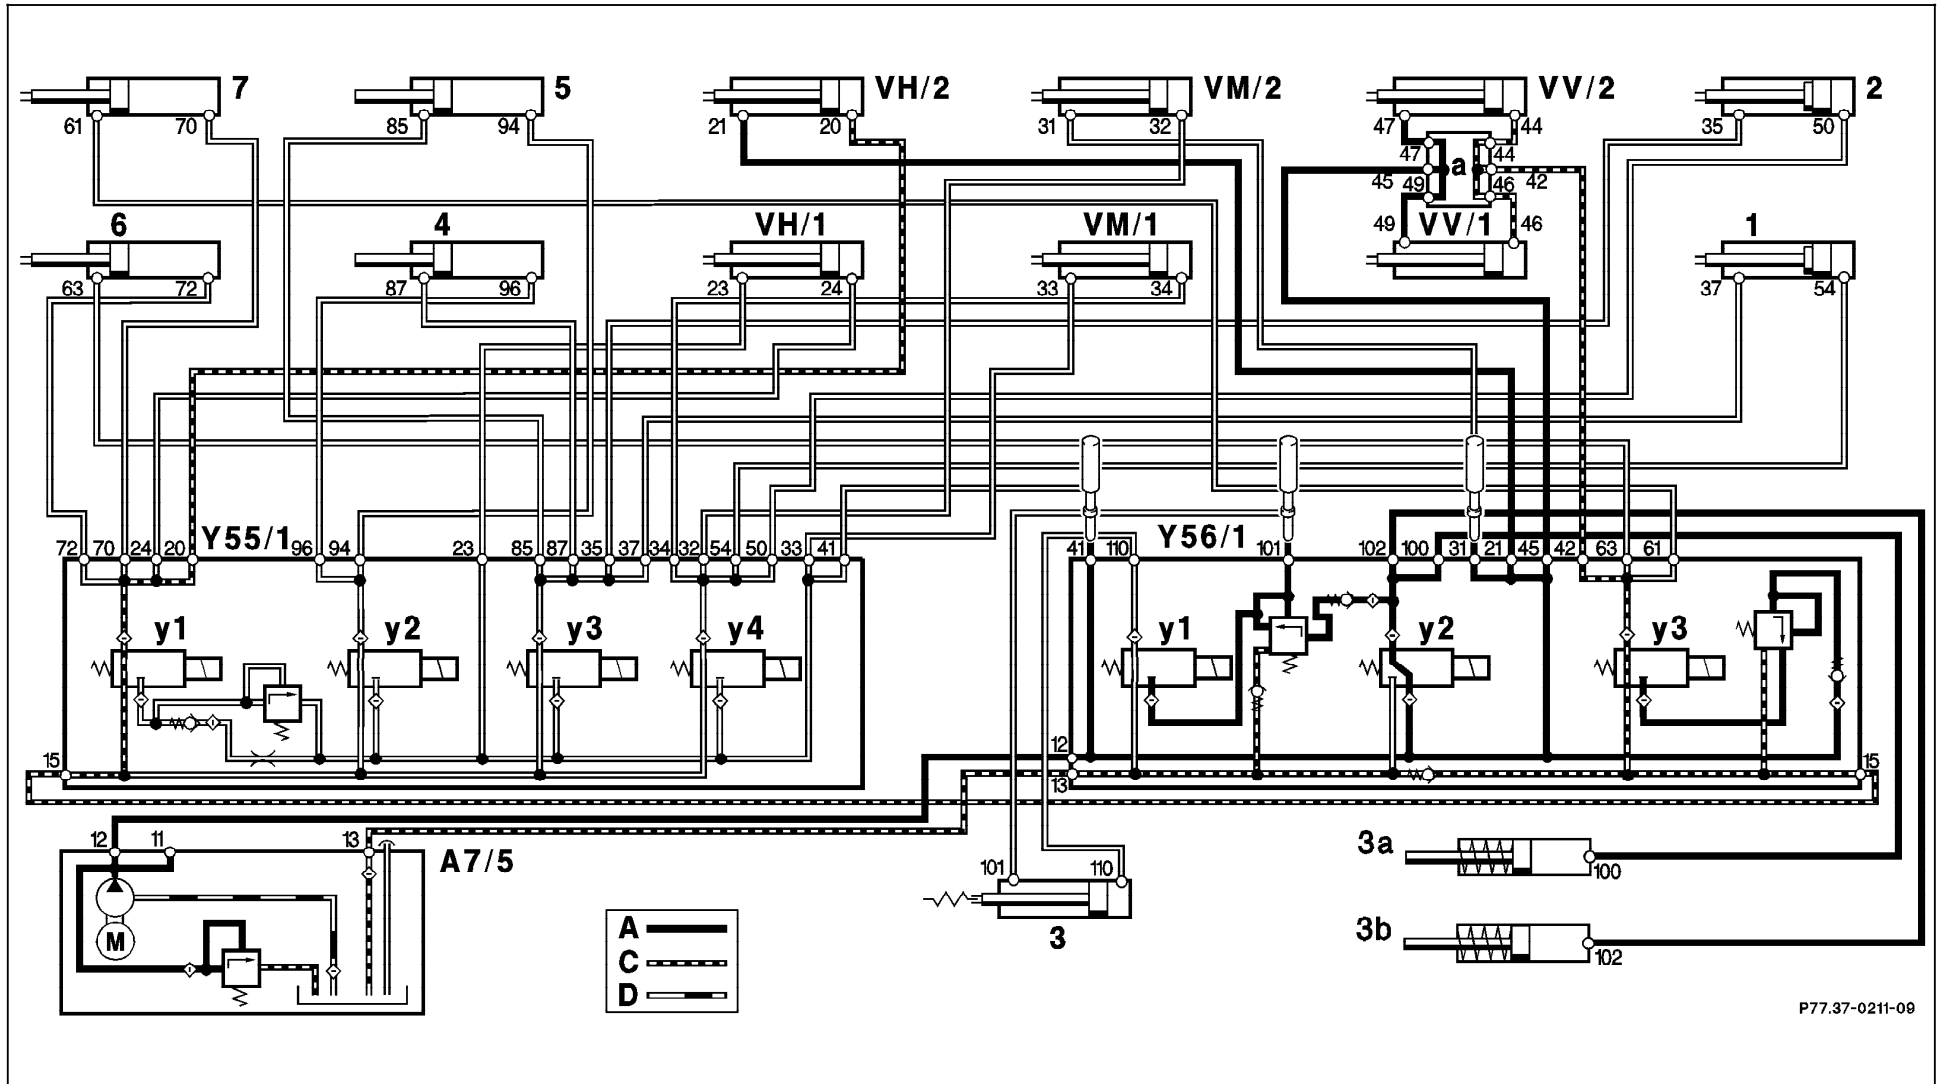 7 5 VH/2 VM/2 VV/2 2
61 70 85 94 21 20 31 32 47 44 35 50
47 a 44
45 49 46 42
6 4 VH/1 VM/1 49 VV/1 46 1
63 72 87 96 23 24 33 34 37 54
72 70 24 20 Y55/1 96 94 23 85 87 35 37 34 32 54 50 33 41
41 110 Y56/1 101 102 100 31 21 45 42 63 61
y1 y2 y3 y4 y1 y2 y3
15 12 13 15
12 11 13 A7/5
M
101 110
3
3a 100
3b 102
A
C
D
P77.37-0211-09